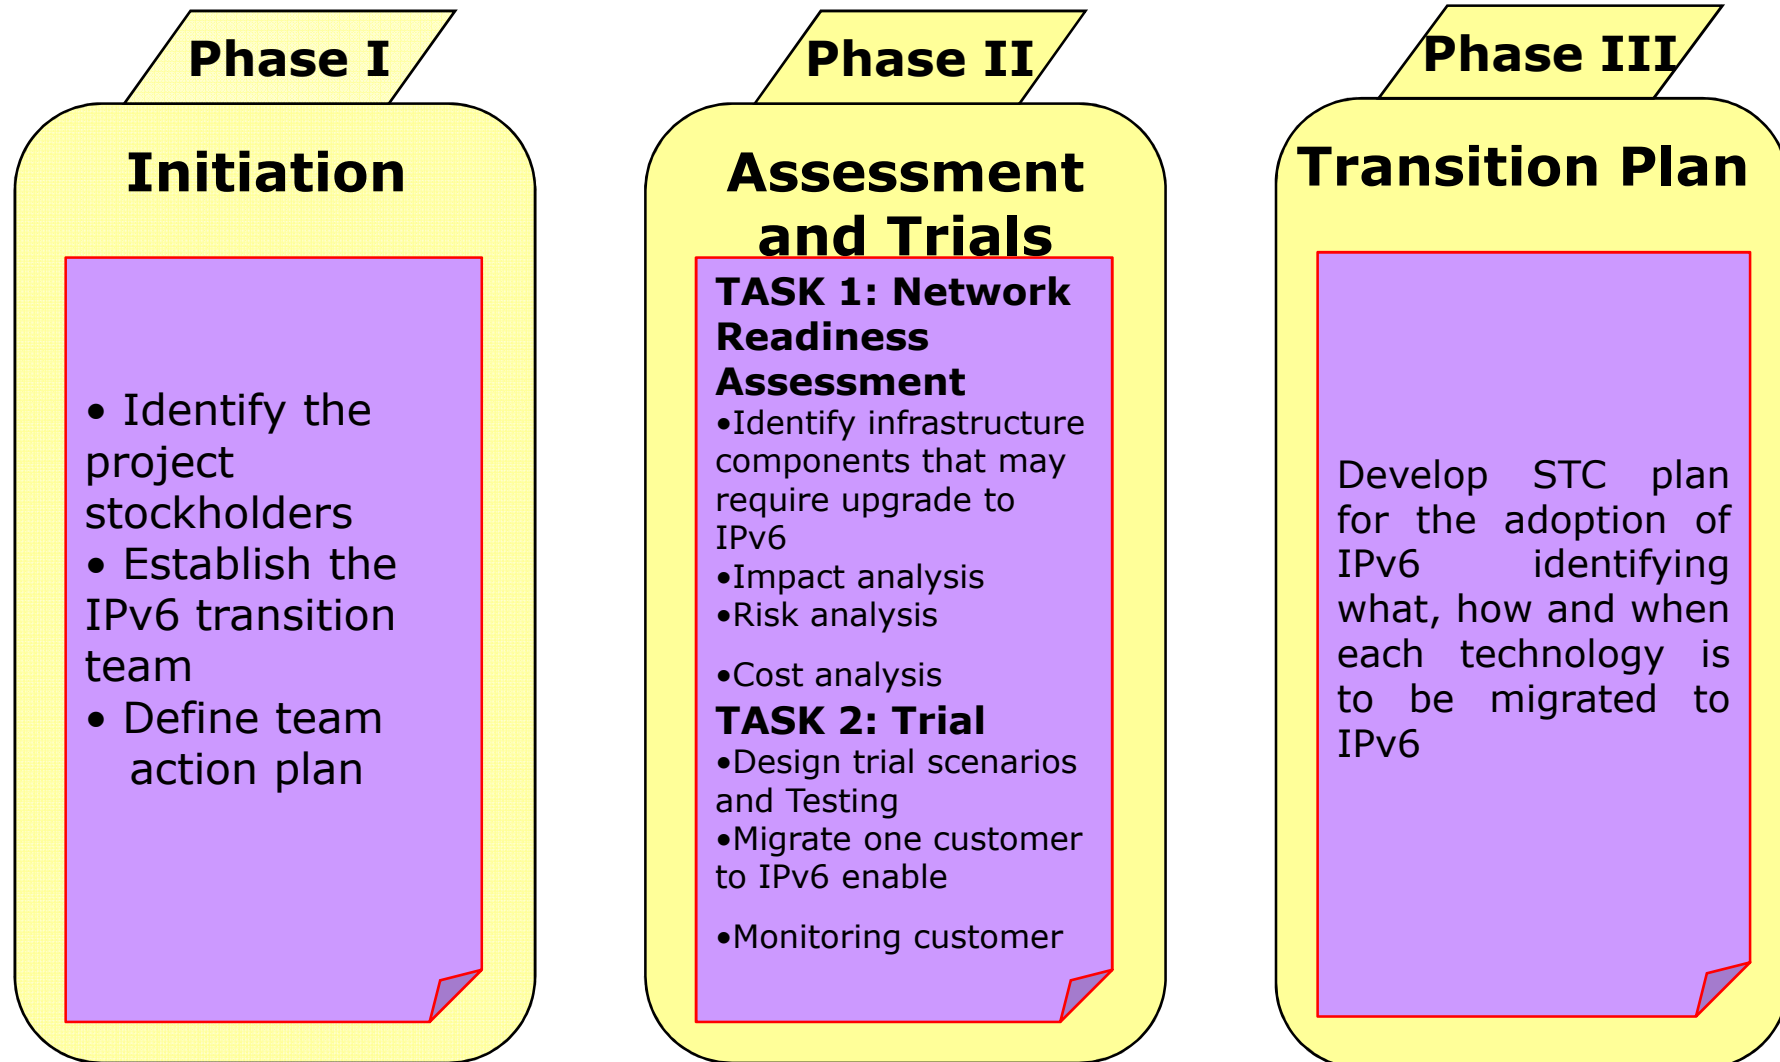 Phase I
Initiation
• Identify the
project
stockholders
• Establish the
IPv6 transition
team
• Define team
action plan
Phase II
Assessment
and Trials
TASK 1: Network
Readiness
Assessment
•Identify infrastructure
components that may
require upgrade to
IPv6
•Impact analysis
•Risk analysis
•Cost analysis
TASK 2: Trial
•Design trial scenarios
and Testing
•Migrate one customer
to IPv6 enable
•Monitoring customer
Phase III
Transition Plan
Develop STC plan
for the adoption of
IPv6 identifying
what, how and when
each technology is
to be migrated to
IPv6